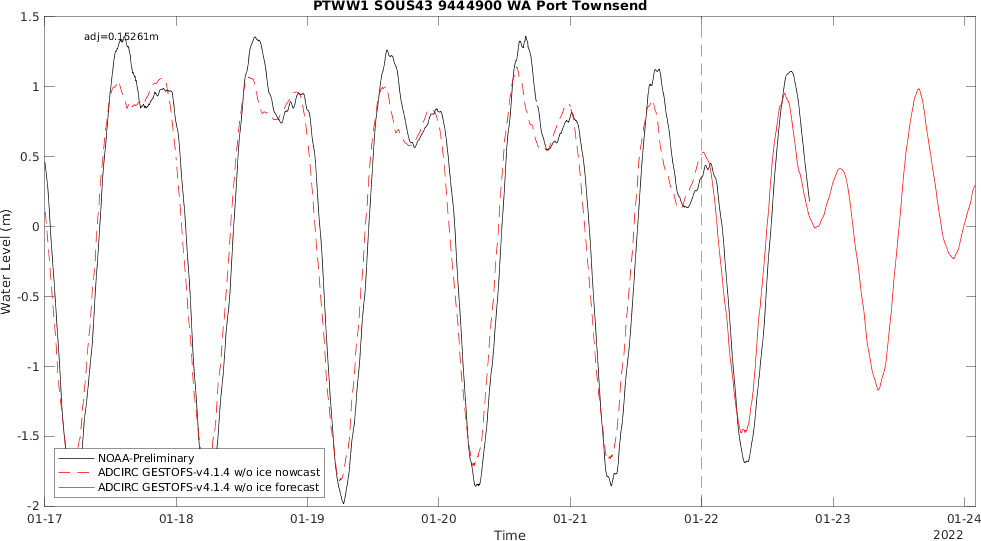 PTWW1 SOUS43 9444900 WA Port Townsend
adj=0.15261m
1.5
1
0.5
0
-0.5
-1
-1.5
-2
Water Level (m)
NOAA-Preliminary
ADCIRC GESTOFS-v4.1.4 w/o ice nowcast
ADCIRC GESTOFS-v4.1.4 w/o ice forecast
01-17 01-18 01-19 01-20 01-21 01-22 01-23 01-24
Time
2022